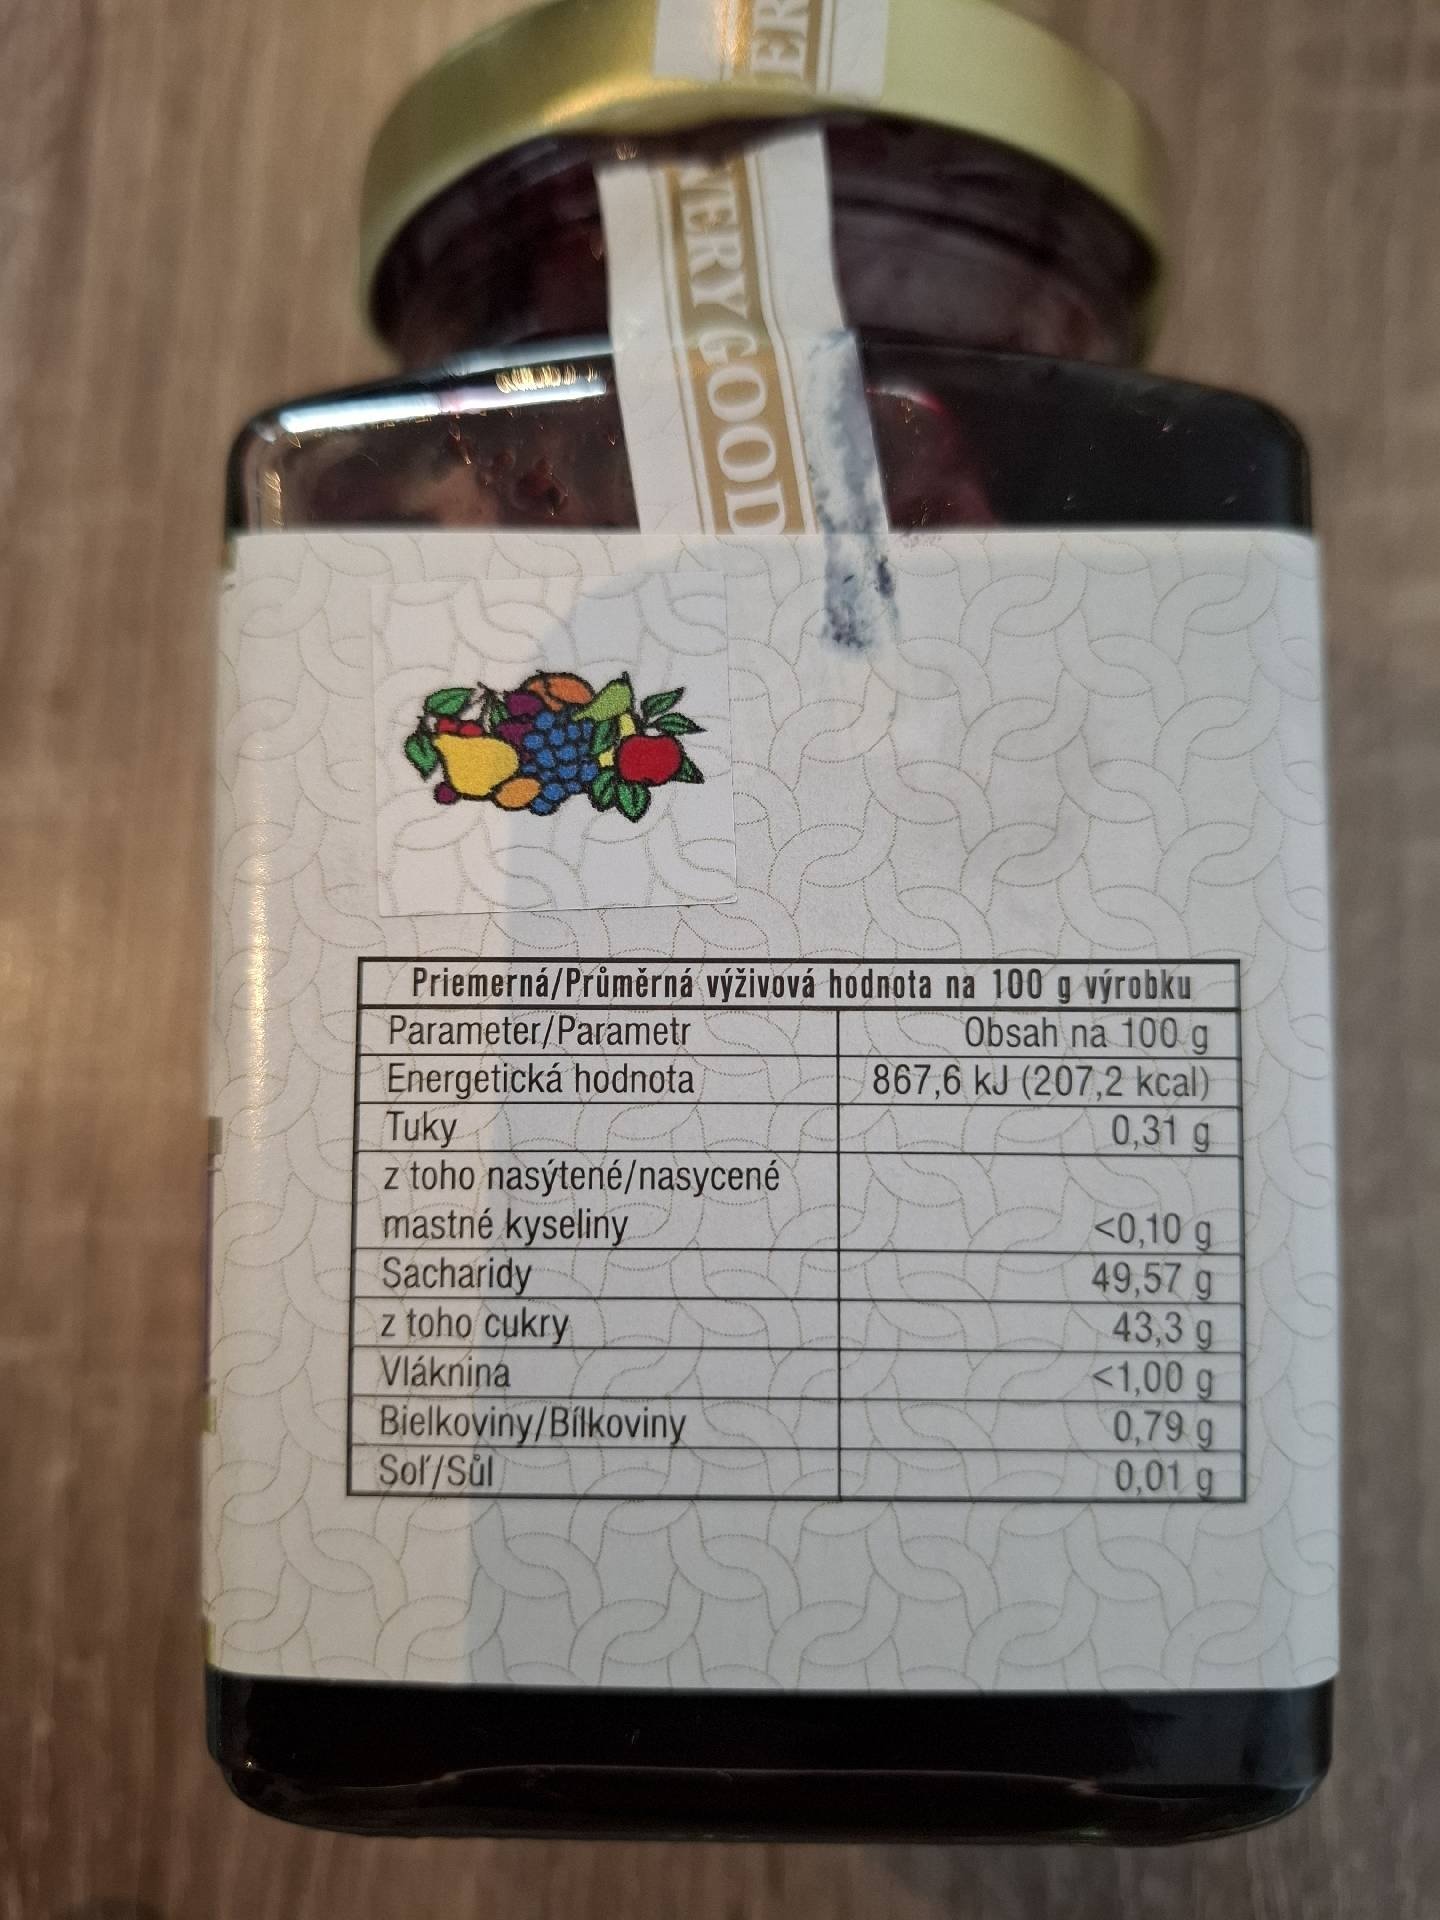 ER
VERY GOOD
Priemerná/Průměrná výživová hodnota na 100 g výrobku
Parameter/Parametr Obsah na 100 g
Energetická hodnota 867,6 kJ (207,2 kcal)
Tuky 0,31 g
z toho nasýtené/nasycené
mastné kyseliny <0,10 g
Sacharidy 49,57 g
z toho cukry 43,3 g
Vláknina <1,00 g
Bielkoviny/Bílkoviny 0,79 g
Soľ/Sůl 0,01 g